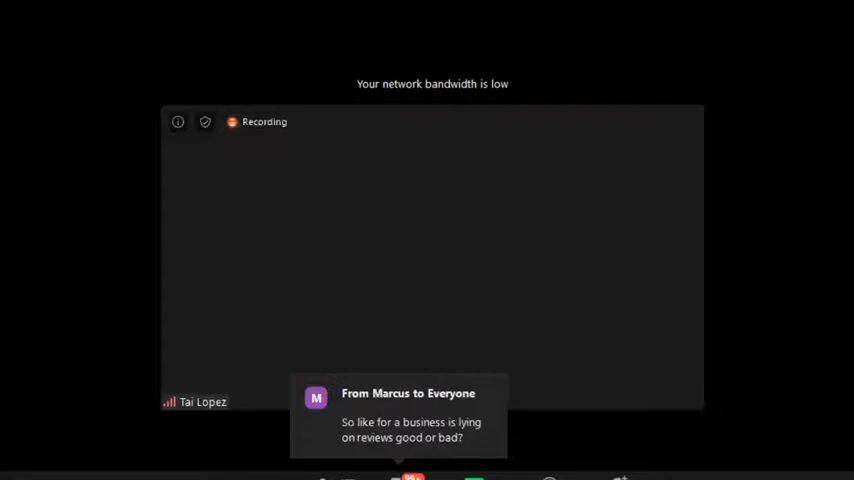 Your network bandwidth is low
Recording
From Marcus to Everyone
M
So like for a business is lying
on reviews good or bad?
Tai Lopez
99+